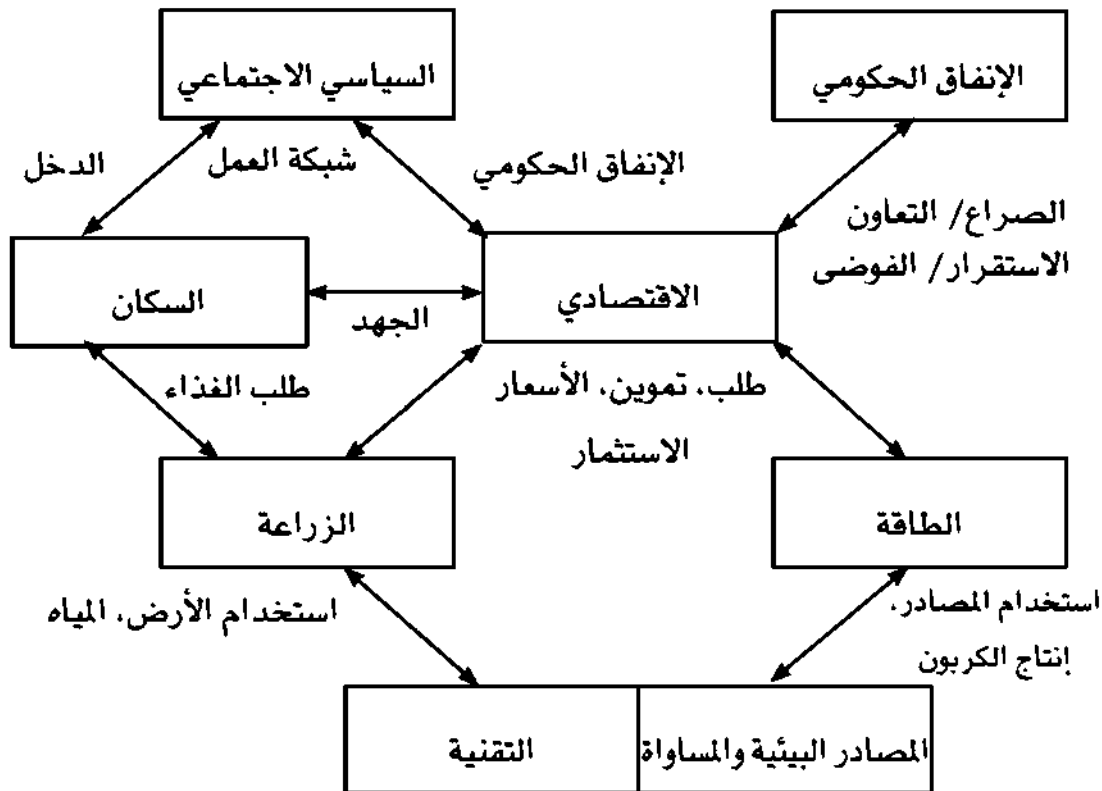 الإنفاق الحكومي
السياسي الاجتماعي
الإنفاق الحكومي
شبكة العمل
الدخل
الصراع/ التعاون
الاستقرار/ الفوضى
الاقتصادي
السكان
الجهد
طلب، تموين، الأسعار
الاستثمار
طلب الغذاء
الطاقة
الزراعة
استخدام المصادر،
إنتاج الكربون
استخدام الأرض، المياه
المصادر البيئية والمساواة
التقنية